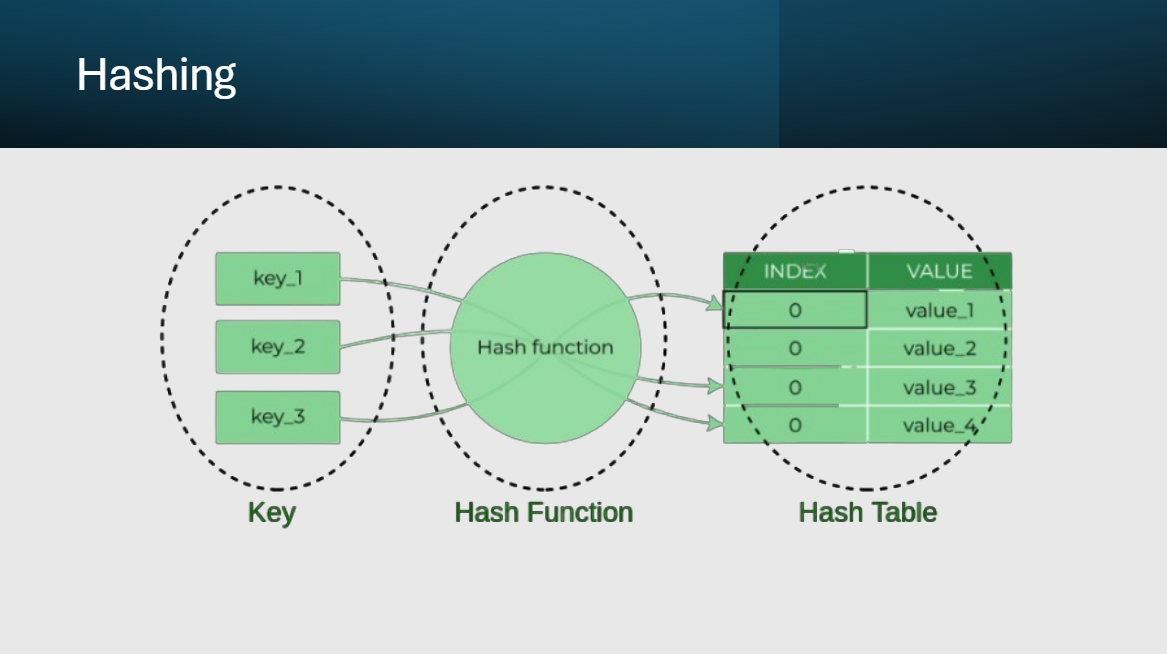 Hashing
key_1
key_2
key_3
Hash function
INDEX VALUE
0 value_1
0 value_2
0 value_3
0 value_4
Key
Hash Function
Hash Table